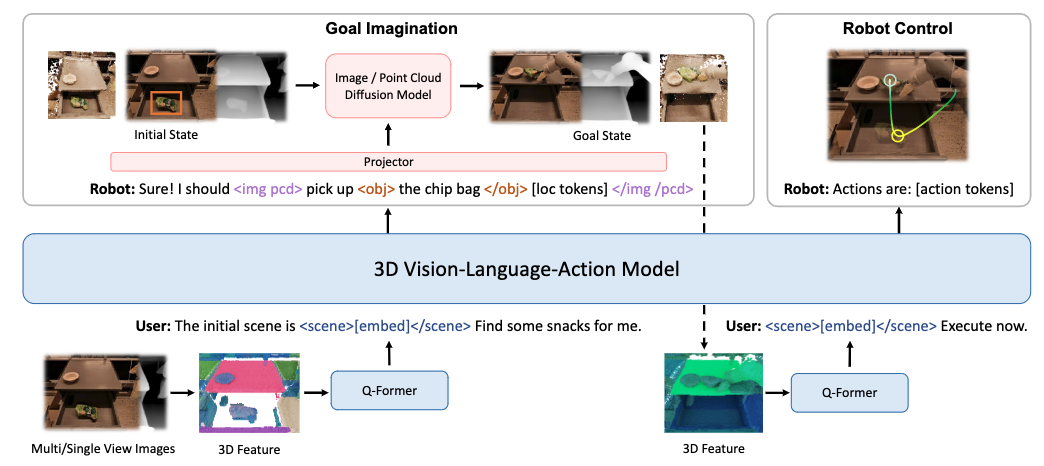 Goal Imagination
Robot Control
Image / Point Cloud
Diffusion Model
Initial State
Goal State
Projector
Robot: Sure! I should <img pcd> pick up <obj> the chip bag </obj> [loc tokens] </img /pcd>
Robot: Actions are: [action tokens]
3D Vision-Language-Action Model
User: The initial scene is <scene>[embed]</scene> Find some snacks for me.
User: <scene>[embed]</scene> Execute now.
Q-Former
Q-Former
Multi/Single View Images
3D Feature
3D Feature